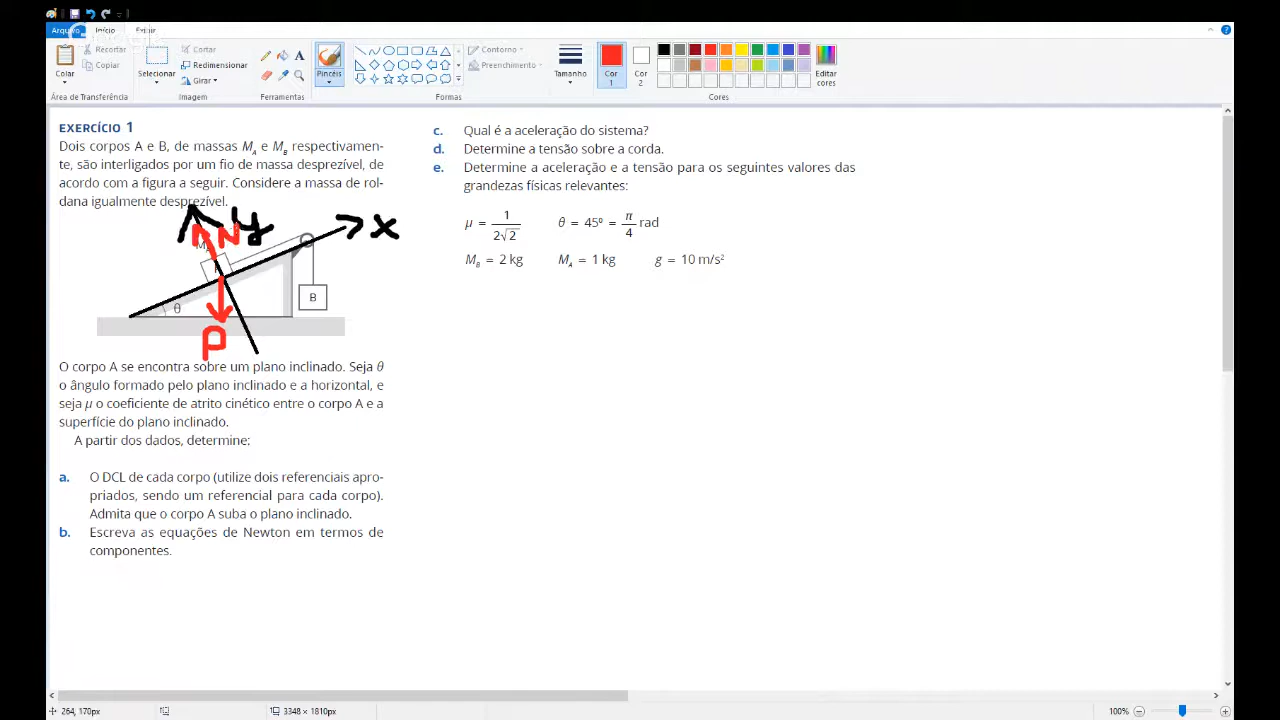 Arquivo Início Exibir
Colar
Recortar
Copiar
Área de Transferência
Selecionar
Cortar
Redimensionar
Girar
Imagem
Ferramentas
Pincéis
Contorno
Preenchimento
Formas
Tamanho
Cor 1
Cor 2
Editar cores
Cores
EXERCÍCIO 1
Dois corpos A e B, de massas M_A e M_B respectivamen-
te, são interligados por um fio de massa desprezível, de
acordo com a figura a seguir. Considere a massa de rol-
dana igualmente desprezível.
y
x
N
θ
B
P
O corpo A se encontra sobre um plano inclinado. Seja θ
o ângulo formado pelo plano inclinado e a horizontal, e
seja μ o coeficiente de atrito cinético entre o corpo A e a
superfície do plano inclinado.
A partir dos dados, determine:
a. O DCL de cada corpo (utilize dois referenciais apro-
priados, sendo um referencial para cada corpo).
Admita que o corpo A suba o plano inclinado.
b. Escreva as equações de Newton em termos de
componentes.
c. Qual é a aceleração do sistema?
d. Determine a tensão sobre a corda.
e. Determine a aceleração e a tensão para os seguintes valores das
grandezas físicas relevantes:
μ = 1/(2√2) θ = 45º = π/4 rad
M_B = 2 kg M_A = 1 kg g = 10 m/s²
264, 170px
3348 × 1810px
100%